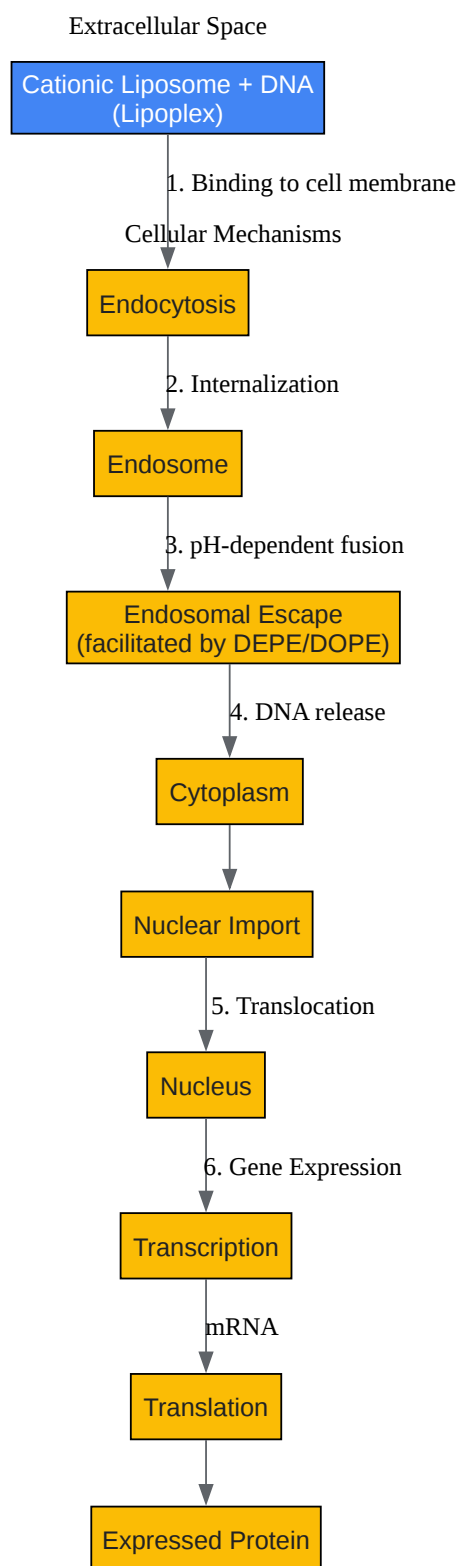 Extracellular Space
Cationic Liposome + DNA
(Lipoplex)
1. Binding to cell membrane
Cellular Mechanisms
Endocytosis
2. Internalization
Endosome
3. pH-dependent fusion
Endosomal Escape
(facilitated by DEPE/DOPE)
4. DNA release
Cytoplasm
Nuclear Import
5. Translocation
Nucleus
6. Gene Expression
Transcription
mRNA
Translation
Expressed Protein